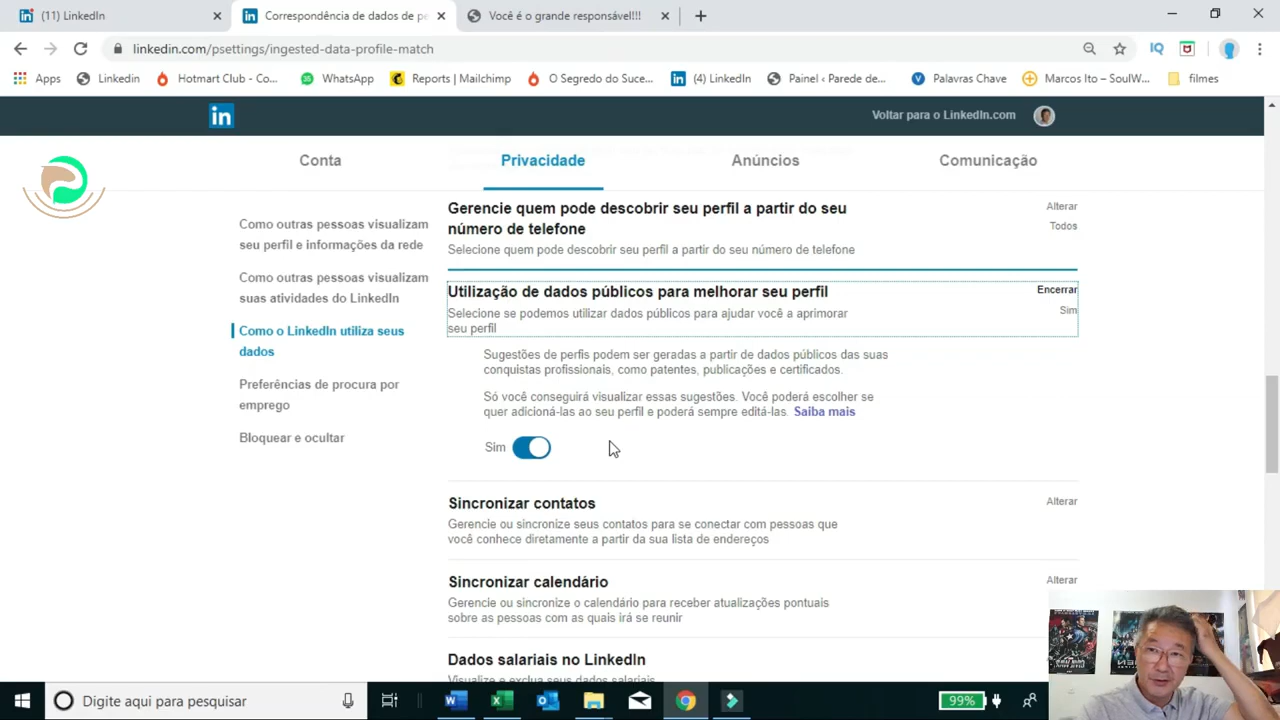 (11) LinkedIn
Correspondência de dados de pe
Você é o grande responsável!!!
linkedin.com/psettings/ingested-data-profile-match
Apps
Linkedin
Hotmart Club - Co...
WhatsApp
Reports | Mailchimp
O Segredo do Suce...
(4) LinkedIn
Painel ‹ Parede de...
Palavras Chave
Marcos Ito – SoulW...
filmes
in
Voltar para o LinkedIn.com
Conta
Privacidade
Anúncios
Comunicação
Como outras pessoas visualizam
seu perfil e informações da rede
Como outras pessoas visualizam
suas atividades do LinkedIn
Como o LinkedIn utiliza seus
dados
Preferências de procura por
emprego
Bloquear e ocultar
Gerencie quem pode descobrir seu perfil a partir do seu
número de telefone
Selecione quem pode descobrir seu perfil a partir do seu número de telefone
Alterar
Todos
Utilização de dados públicos para melhorar seu perfil
Selecione se podemos utilizar dados públicos para ajudar você a aprimorar
seu perfil
Encerrar
Sim
Sugestões de perfis podem ser geradas a partir de dados públicos das suas
conquistas profissionais, como patentes, publicações e certificados.
Só você conseguirá visualizar essas sugestões. Você poderá escolher se
quer adicioná-las ao seu perfil e poderá sempre editá-las. Saiba mais
Sim
Sincronizar contatos
Alterar
Gerencie ou sincronize seus contatos para se conectar com pessoas que
você conhece diretamente a partir da sua lista de endereços
Sincronizar calendário
Alterar
Gerencie ou sincronize o calendário para receber atualizações pontuais
sobre as pessoas com as quais irá se reunir
Dados salariais no LinkedIn
Visualize e exclua seus dados salariais
Digite aqui para pesquisar
99%